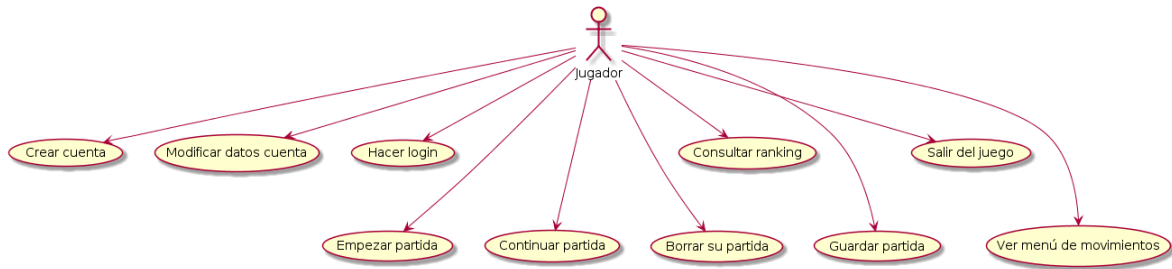 Jugador
Crear cuenta
Modificar datos cuenta
Hacer login
Consultar ranking
Salir del juego
Empezar partida
Continuar partida
Borrar su partida
Guardar partida
Ver menú de movimientos